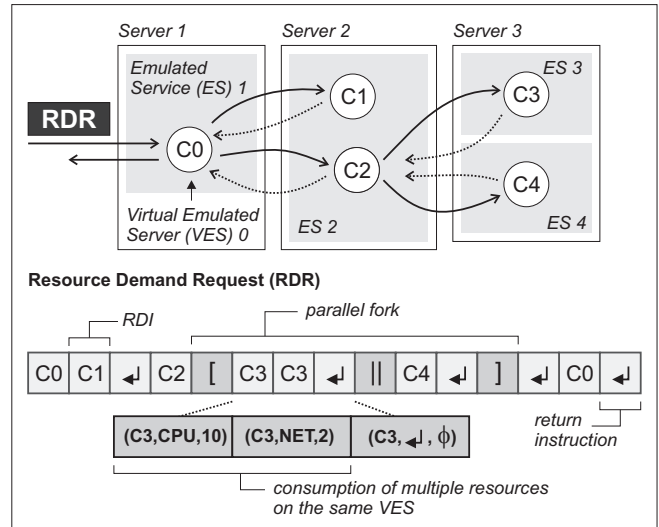 Server 1
Server 2
Server 3
Emulated
Service (ES) 1
ES 3
C1
C3
RDR
C0
C2
C4
Virtual Emulated
Server (VES) 0
ES 2
ES 4
Resource Demand Request (RDR)
RDI
parallel fork
C0 C1 ↵ C2 [ C3 C3 ↵ || C4 ↵ ] ↵ C0 ↵
(C3,CPU,10) (C3,NET,2) (C3, ↵ , ϕ)
return
instruction
consumption of multiple resources
on the same VES